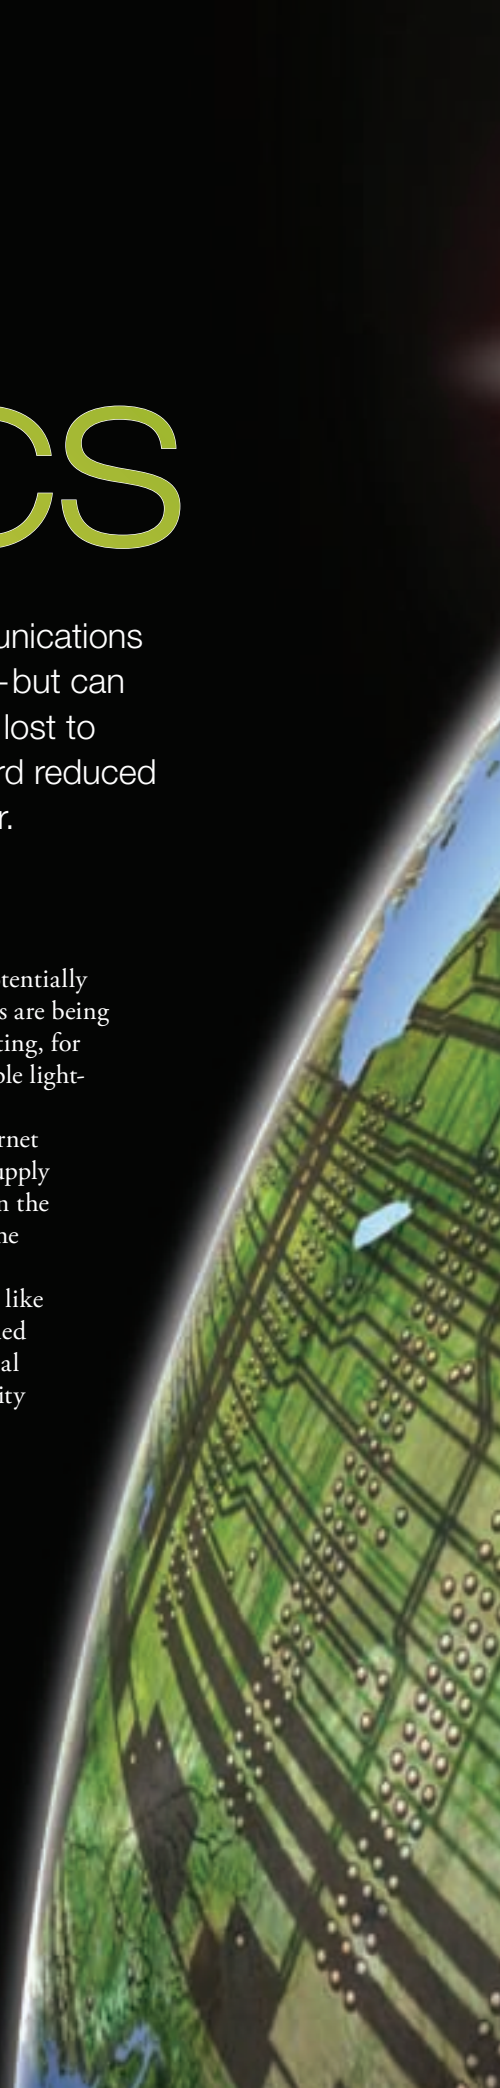 CS
unications
–but can
lost to
rd reduced
r.
tentially
s are being
ting, for
ble light-
rnet
upply
n the
he
like
ned
al
ity